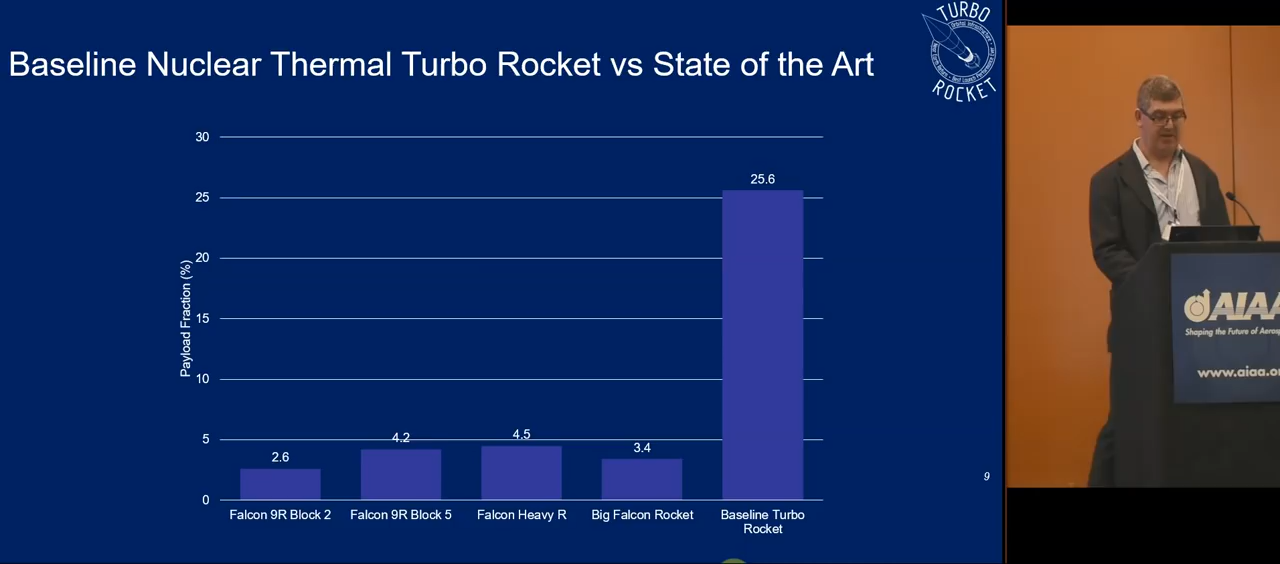 Baseline Nuclear Thermal Turbo Rocket vs State of the Art
TURBO
ROCKET
30
25
20
15
10
5
0
Payload Fraction (%)
2.6
4.2
4.5
3.4
25.6
Falcon 9R Block 2
Falcon 9R Block 5
Falcon Heavy R
Big Falcon Rocket
Baseline Turbo
Rocket
9
AIAA
Shaping the Future of Aerosp
www.aiaa.or